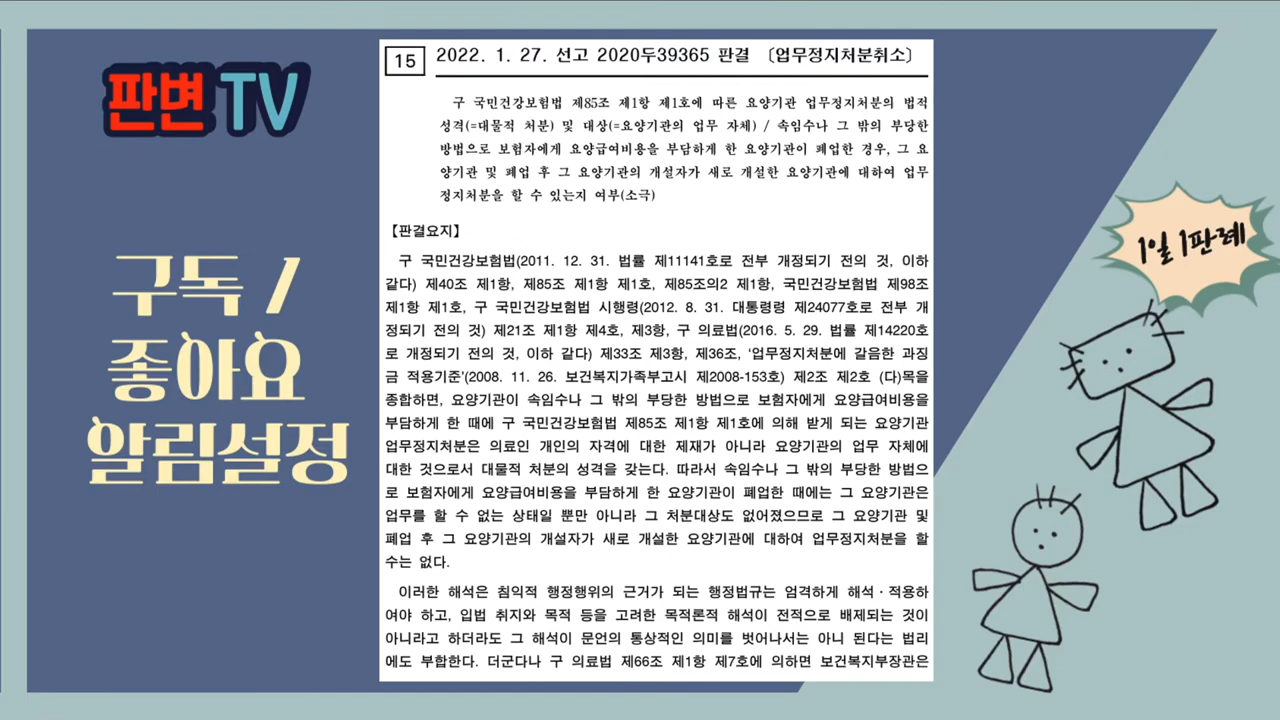 판변 TV
구독 /
좋아요
알림설정
15 2022. 1. 27. 선고 2020두39365 판결 〔업무정지처분취소〕
구 국민건강보험법 제85조 제1항 제1호에 따른 요양기관 업무정지처분의 법적
성격(=대물적 처분) 및 대상(=요양기관의 업무 자체) / 속임수나 그 밖의 부당한
방법으로 보험자에게 요양급여비용을 부담하게 한 요양기관이 폐업한 경우, 그 요
양기관 및 폐업 후 그 요양기관의 개설자가 새로 개설한 요양기관에 대하여 업무
정지처분을 할 수 있는지 여부(소극)
【판결요지】
구 국민건강보험법(2011. 12. 31. 법률 제11141호로 전부 개정되기 전의 것, 이하
같다) 제40조 제1항, 제85조 제1항 제1호, 제85조의2 제1항, 국민건강보험법 제98조
제1항 제1호, 구 국민건강보험법 시행령(2012. 8. 31. 대통령령 제24077호로 전부 개
정되기 전의 것) 제21조 제1항 제4호, 제3항, 구 의료법(2016. 5. 29. 법률 제14220호
로 개정되기 전의 것, 이하 같다) 제33조 제3항, 제36조, ‘업무정지처분에 갈음한 과징
금 적용기준’(2008. 11. 26. 보건복지가족부고시 제2008-153호) 제2조 제2호 (다)목을
종합하면, 요양기관이 속임수나 그 밖의 부당한 방법으로 보험자에게 요양급여비용을
부담하게 한 때에 구 국민건강보험법 제85조 제1항 제1호에 의해 받게 되는 요양기관
업무정지처분은 의료인 개인의 자격에 대한 제재가 아니라 요양기관의 업무 자체에
대한 것으로서 대물적 처분의 성격을 갖는다. 따라서 속임수나 그 밖의 부당한 방법으
로 보험자에게 요양급여비용을 부담하게 한 요양기관이 폐업한 때에는 그 요양기관은
업무를 할 수 없는 상태일 뿐만 아니라 그 처분대상도 없어졌으므로 그 요양기관 및
폐업 후 그 요양기관의 개설자가 새로 개설한 요양기관에 대하여 업무정지처분을 할
수는 없다.
이러한 해석은 침익적 행정행위의 근거가 되는 행정법규는 엄격하게 해석·적용하
여야 하고, 입법 취지와 목적 등을 고려한 목적론적 해석이 전적으로 배제되는 것이
아니라고 하더라도 그 해석이 문언의 통상적인 의미를 벗어나서는 아니 된다는 법리
에도 부합한다. 더군다나 구 의료법 제66조 제1항 제7호에 의하면 보건복지부장관은
1일 1판례